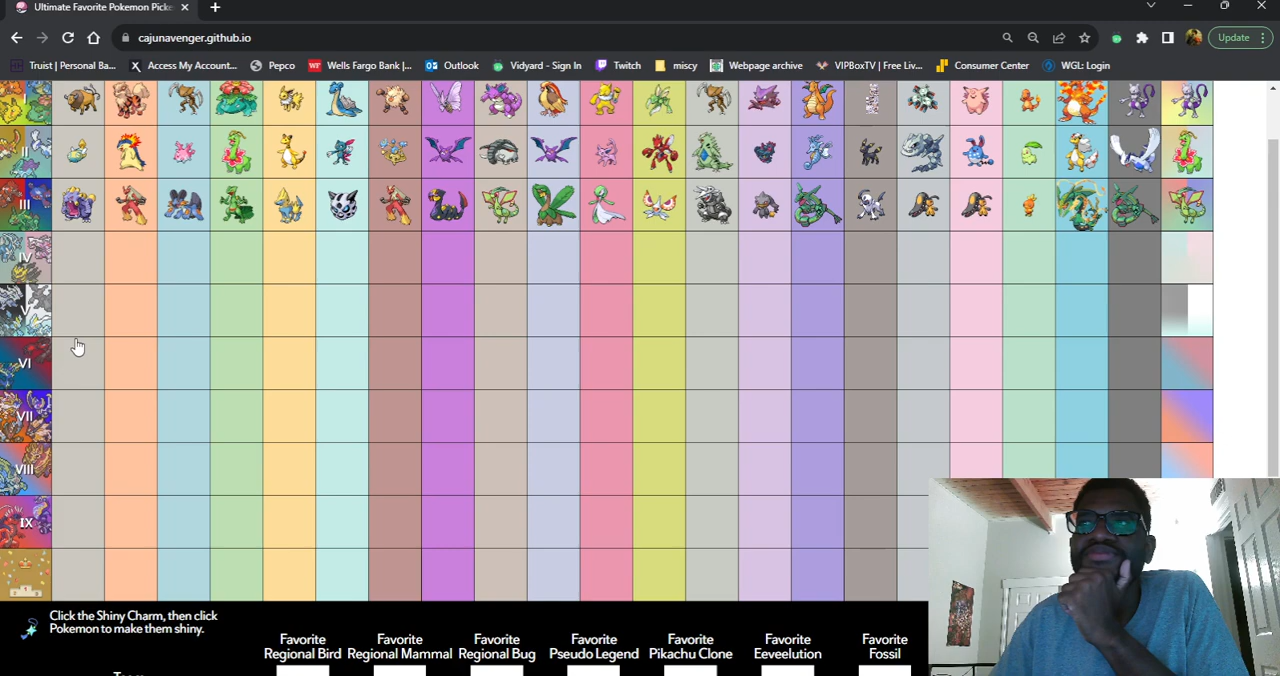 Ultimate Favorite Pokemon Picke
cajunavenger.github.io
Update
Truist | Personal Ba...
Access My Account...
Pepco
Wells Fargo Bank |...
Outlook
Vidyard - Sign In
Twitch
miscy
Webpage archive
VIPBoxTV | Free Liv...
Consumer Center
WGL: Login
I
II
III
IV
V
VI
VII
VIII
IX
Click the Shiny Charm, then click
Pokemon to make them shiny.
Favorite
Regional Bird
Favorite
Regional Mammal
Favorite
Regional Bug
Favorite
Pseudo Legend
Favorite
Pikachu Clone
Favorite
Eeveelution
Favorite
Fossil